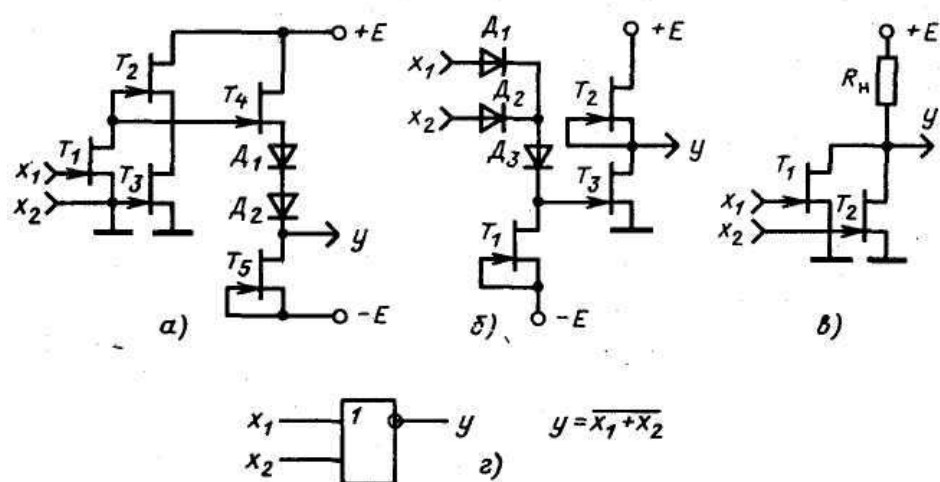 +E
T2
T4
T1
x1
T3
x2
Д1
Д2
y
T5
-E
а)
Д1
x1
Д2
x2
Д3
+E
T2
y
T3
T1
-E
б)
+E
Rн
y
T1
x1
T2
x2
в)
x1
1
y
x2
y = x1+x2
г)